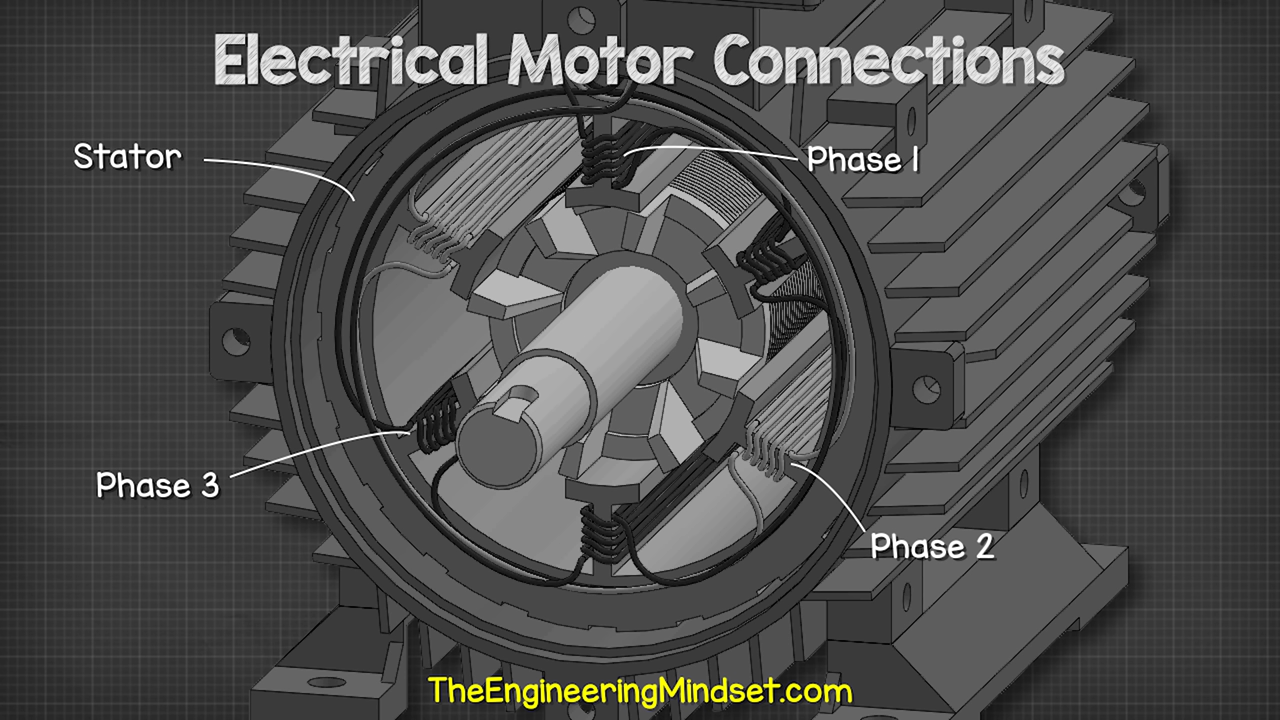 Electrical Motor Connections
Stator
Phase 1
Phase 3
Phase 2
TheEngineeringMindset.com